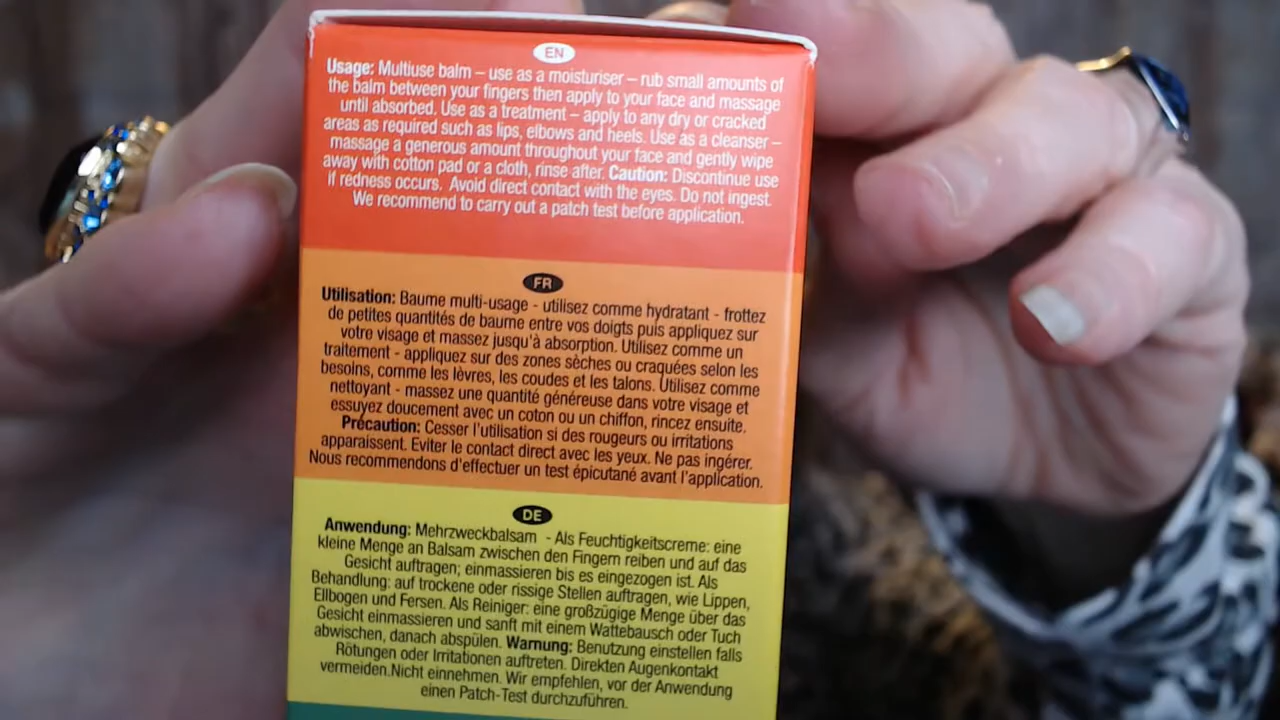 EN
Usage: Multiuse balm – use as a moisturiser – rub small amounts of
the balm between your fingers then apply to your face and massage
until absorbed. Use as a treatment – apply to any dry or cracked
areas as required such as lips, elbows and heels. Use as a cleanser –
massage a generous amount throughout your face and gently wipe
away with cotton pad or a cloth, rinse after. Caution: Discontinue use
if redness occurs. Avoid direct contact with the eyes. Do not ingest.
We recommend to carry out a patch test before application.
FR
Utilisation: Baume multi-usage - utilisez comme hydratant - frottez
de petites quantités de baume entre vos doigts puis appliquez sur
votre visage et massez jusqu'à absorption. Utilisez comme un
traitement - appliquez sur des zones sèches ou craquées selon les
besoins, comme les lèvres, les coudes et les talons. Utilisez comme
nettoyant - massez une quantité généreuse dans votre visage et
essuyez doucement avec un coton ou un chiffon, rincez ensuite.
Précaution: Cesser l'utilisation si des rougeurs ou irritations
apparaissent. Eviter le contact direct avec les yeux. Ne pas ingérer.
Nous recommendons d'effectuer un test épicutané avant l'application.
DE
Anwendung: Mehrzweckbalsam - Als Feuchtigkeitscreme: eine
kleine Menge an Balsam zwischen den Fingern reiben und auf das
Gesicht auftragen; einmassieren bis es eingezogen ist. Als
Behandlung: auf trockene oder rissige Stellen auftragen, wie Lippen,
Ellbogen und Fersen. Als Reiniger: eine großzügige Menge über das
Gesicht einmassieren und sanft mit einem Wattebausch oder Tuch
abwischen, danach abspülen. Warnung: Benutzung einstellen falls
Rötungen oder Irritationen auftreten. Direkten Augenkontakt
vermeiden.Nicht einnehmen. Wir empfehlen, vor der Anwendung
einen Patch-Test durchzuführen.